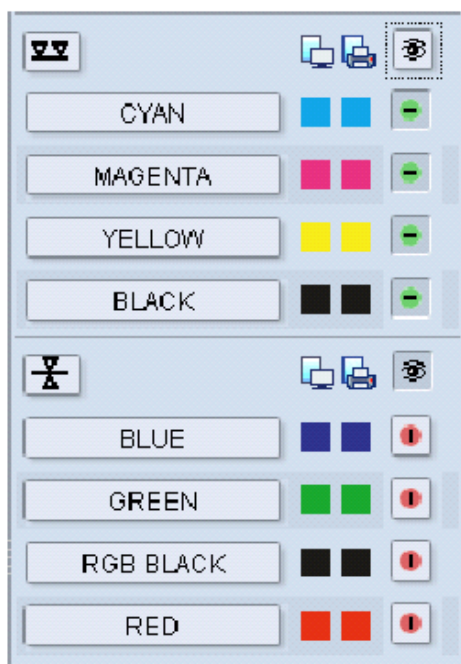 CYAN
MAGENTA
YELLOW
BLACK
BLUE
GREEN
RGB BLACK
RED